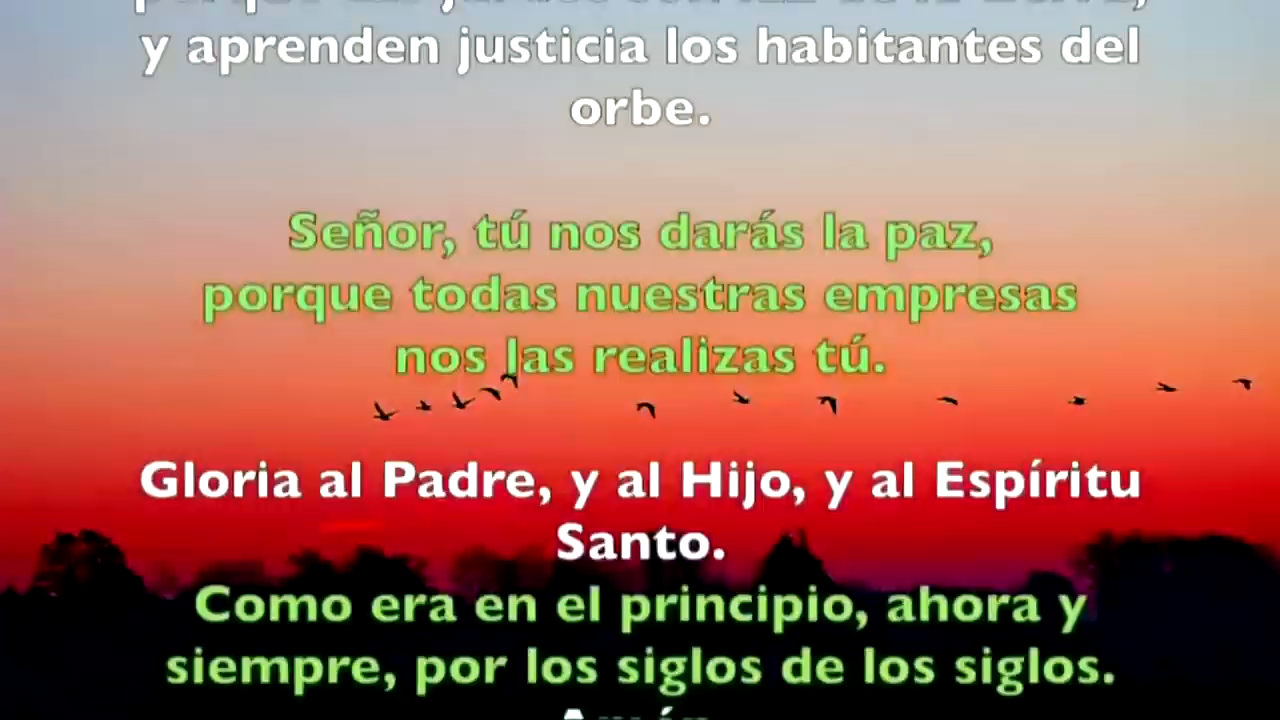 y aprenden justicia los habitantes del
orbe.
Señor, tú nos darás la paz,
porque todas nuestras empresas
nos las realizas tú.
Gloria al Padre, y al Hijo, y al Espíritu
Santo.
Como era en el principio, ahora y
siempre, por los siglos de los siglos.